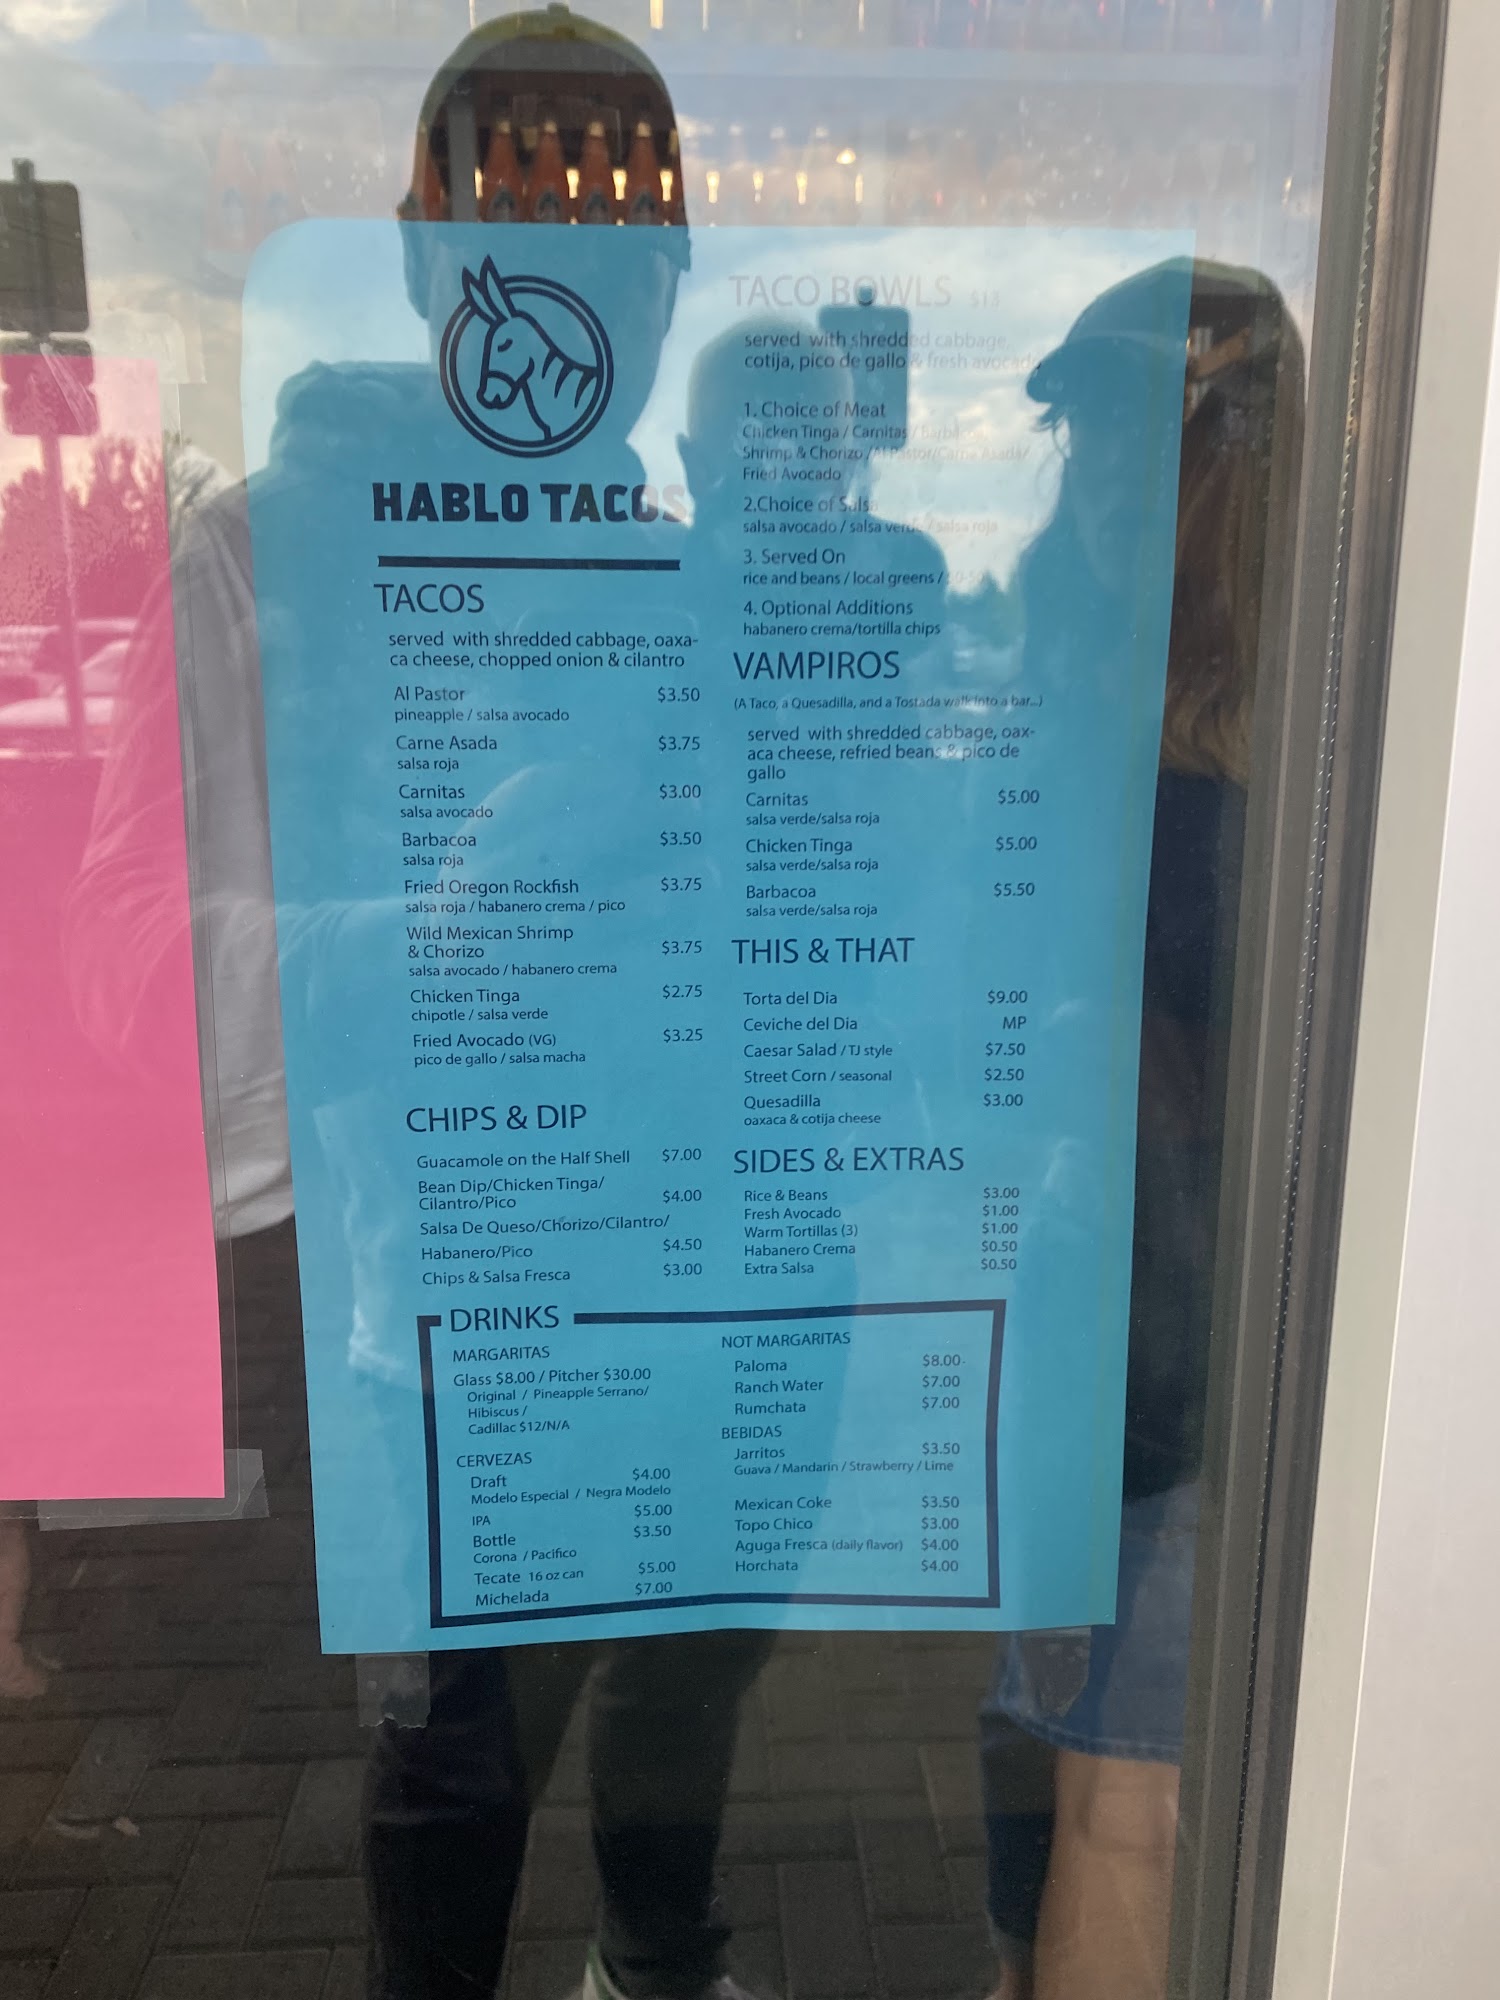 HABLO TACOS
TACOS
served with shredded cabbage, oaxa-
ca cheese, chopped onion & cilantro
Al Pastor $3.50
pineapple / salsa avocado
Carne Asada $3.75
salsa roja
Carnitas $3.00
salsa avocado
Barbacoa $3.50
salsa roja
Fried Oregon Rockfish $3.75
salsa roja / habanero crema / pico
Wild Mexican Shrimp
& Chorizo $3.75
salsa avocado / habanero crema
Chicken Tinga $2.75
chipotle / salsa verde
Fried Avocado (VG) $3.25
pico de gallo / salsa macha
CHIPS & DIP
Guacamole on the Half Shell $7.00
Bean Dip/Chicken Tinga/
Cilantro/Pico $4.00
Salsa De Queso/Chorizo/Cilantro/
Habanero/Pico $4.50
Chips & Salsa Fresca $3.00
TACO BOWLS $13
served with shredded cabbage,
cotija, pico de gallo & fresh avocado
1. Choice of Meat
Chicken Tinga / Carnitas / Barbacoa
Shrimp & Chorizo / Al Pastor/Carne Asada/
Fried Avocado
2.Choice of Salsa
salsa avocado / salsa verde / salsa roja
3. Served On
rice and beans / local greens / 50-50
4. Optional Additions
habanero crema/tortilla chips
VAMPIROS
(A Taco, a Quesadilla, and a Tostada walk into a bar...)
served with shredded cabbage, oax-
aca cheese, refried beans & pico de
gallo
Carnitas $5.00
salsa verde/salsa roja
Chicken Tinga $5.00
salsa verde/salsa roja
Barbacoa $5.50
salsa verde/salsa roja
THIS & THAT
Torta del Dia $9.00
Ceviche del Dia MP
Caesar Salad / TJ style $7.50
Street Corn / seasonal $2.50
Quesadilla $3.00
oaxaca & cotija cheese
SIDES & EXTRAS
Rice & Beans $3.00
Fresh Avocado $1.00
Warm Tortillas (3) $1.00
Habanero Crema $0.50
Extra Salsa $0.50
DRINKS
MARGARITAS
Glass $8.00 / Pitcher $30.00
Original / Pineapple Serrano/
Hibiscus /
Cadillac $12/N/A
CERVEZAS
Draft $4.00
Modelo Especial / Negra Modelo
IPA $5.00
Bottle $3.50
Corona / Pacifico
Tecate 16 oz can $5.00
Michelada $7.00
NOT MARGARITAS
Paloma $8.00
Ranch Water $7.00
Rumchata $7.00
BEBIDAS
Jarritos $3.50
Guava / Mandarin / Strawberry / Lime
Mexican Coke $3.50
Topo Chico $3.00
Aguga Fresca (daily flavor) $4.00
Horchata $4.00